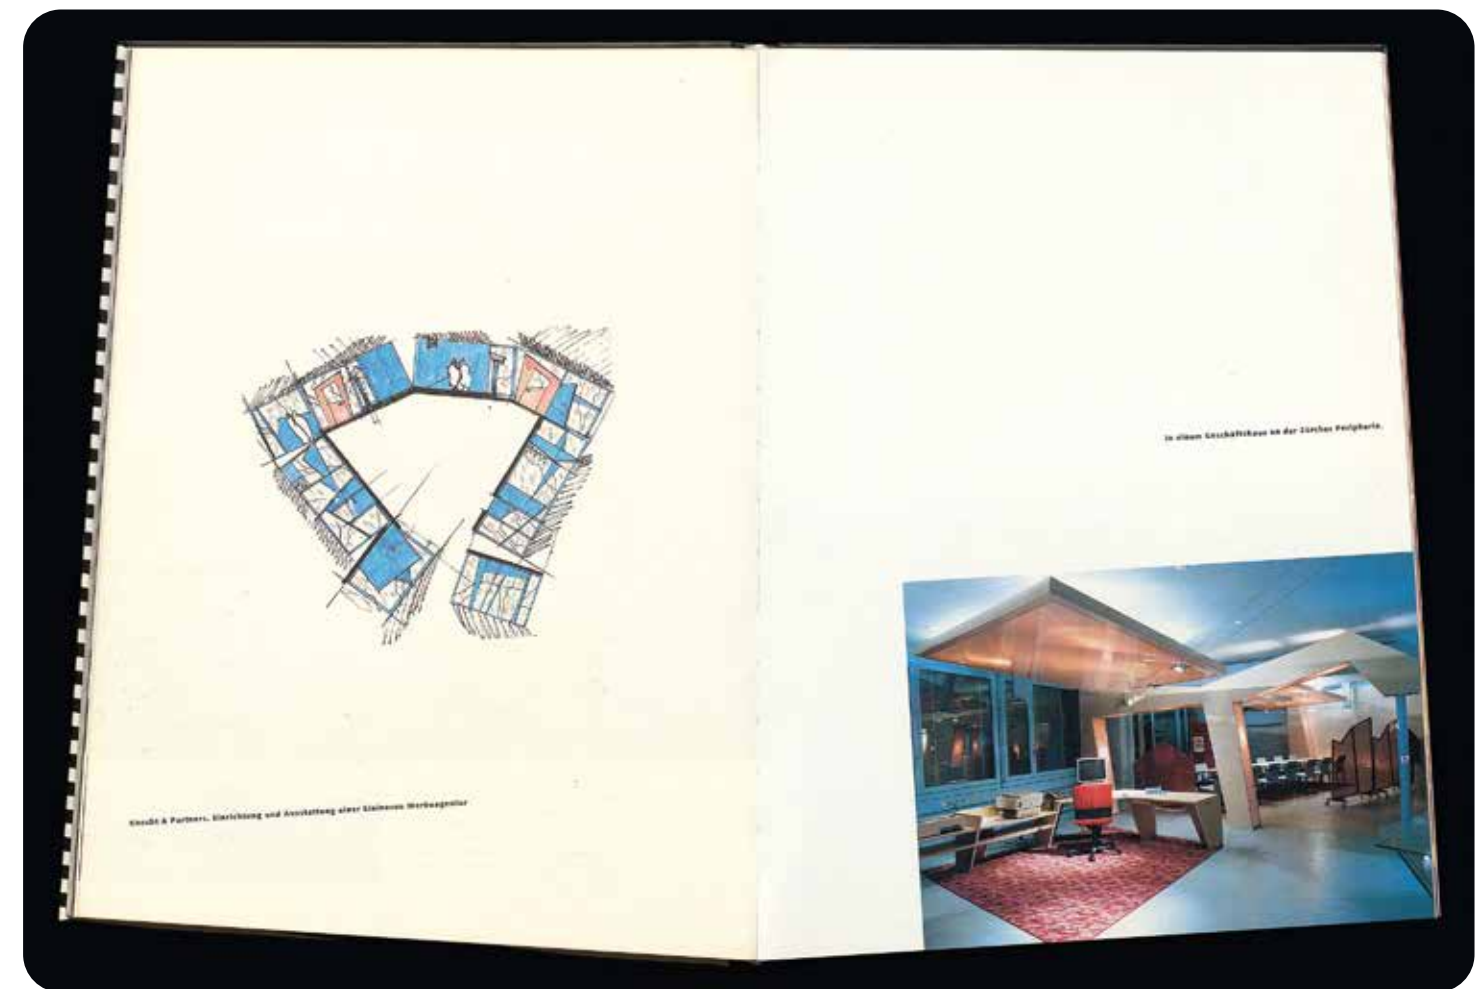 & Partners, Einrichtung und Ausstattung einer kleineren Werbeagentur
In einem Geschäftshaus an der Zürcher Peripherie.